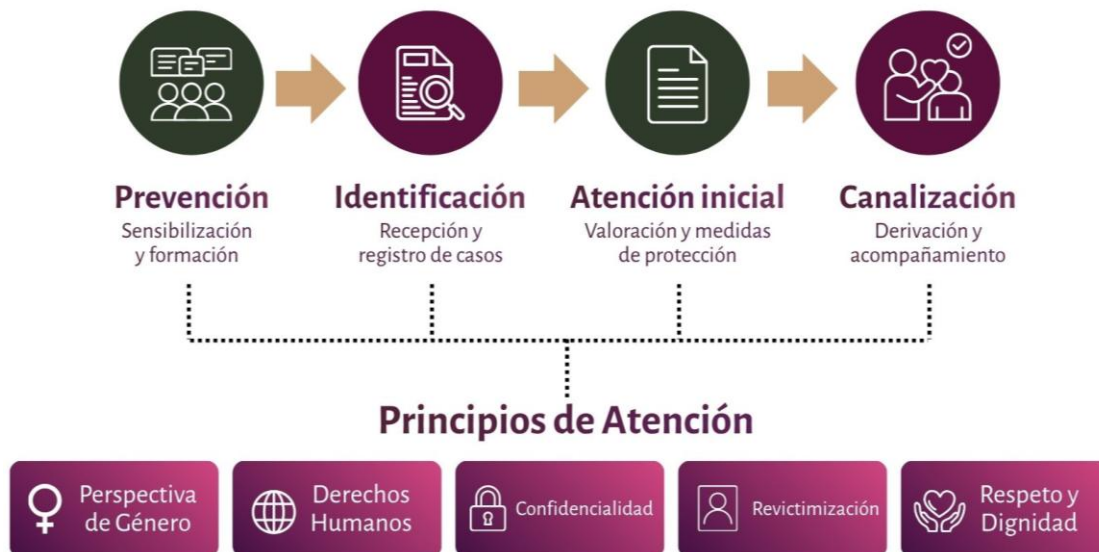 Prevención
Sensibilización
y formación
Identificación
Recepción y
registro de casos
Atención inicial
Valoración y medidas
de protección
Canalización
Derivación y
acompañamiento
Principios de Atención
Perspectiva
de Género
Derechos
Humanos
Confidencialidad
Revictimización
Respeto y
Dignidad